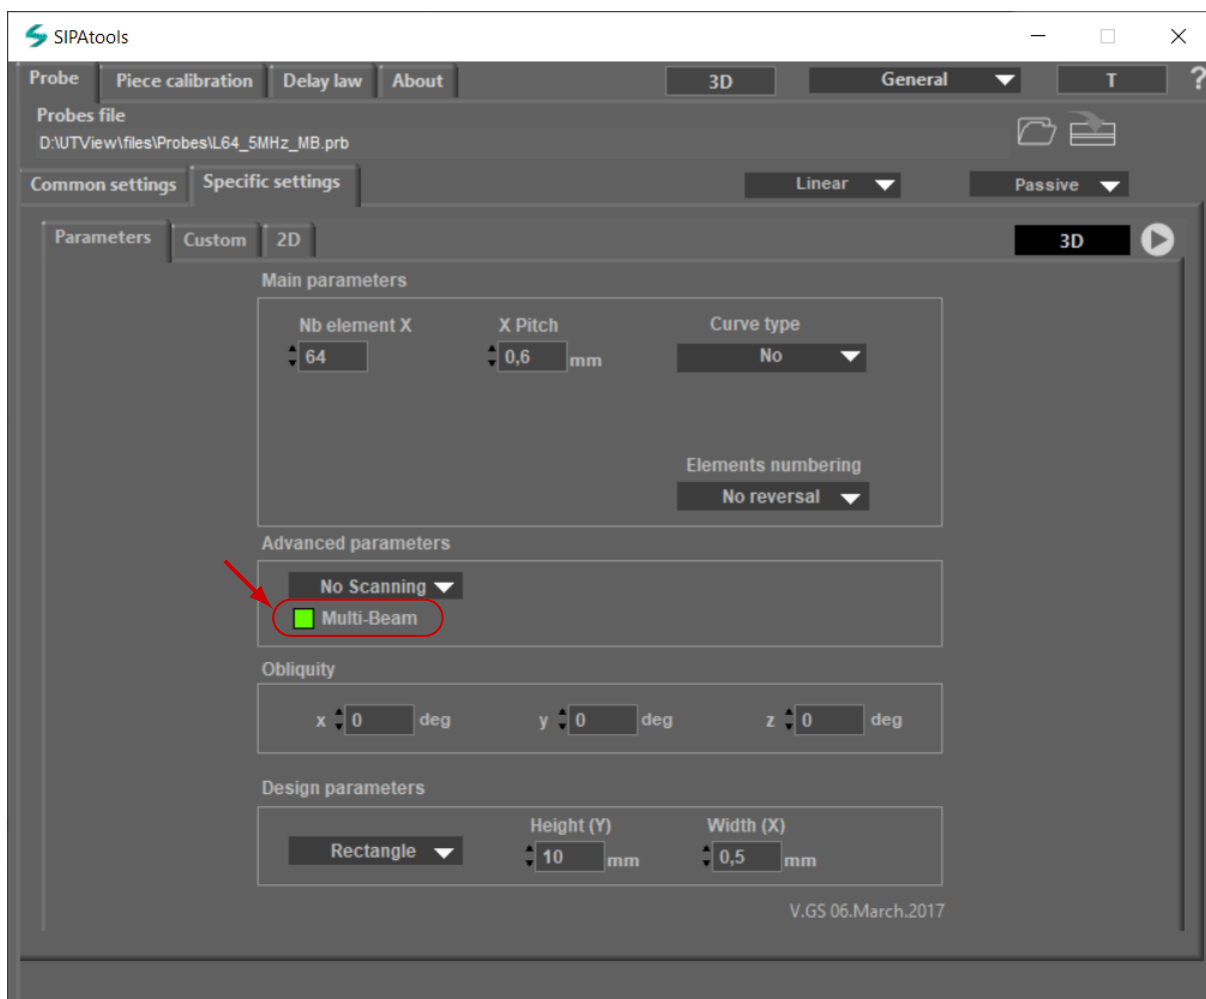 SIPAtools
Probe Piece calibration Delay law About 3D General T ?
Probes file
D:\UTView\files\Probes\L64_5MHz_MB.prb
Common settings Specific settings Linear Passive
Parameters Custom 2D 3D
Main parameters
Nb element X X Pitch Curve type
64 0,6 mm No
Elements numbering
No reversal
Advanced parameters
No Scanning
Multi-Beam
Obliquity
x 0 deg y 0 deg z 0 deg
Design parameters
Height (Y) Width (X)
Rectangle 10 mm 0,5 mm
V.GS 06.March.2017